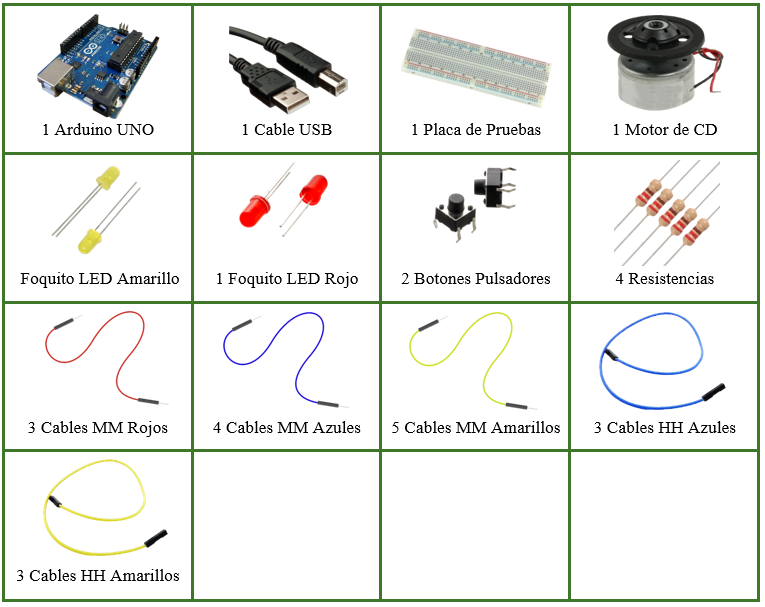 1 Arduino UNO
1 Cable USB
1 Placa de Pruebas
1 Motor de CD
Foquito LED Amarillo
1 Foquito LED Rojo
2 Botones Pulsadores
4 Resistencias
3 Cables MM Rojos
4 Cables MM Azules
5 Cables MM Amarillos
3 Cables HH Azules
3 Cables HH Amarillos